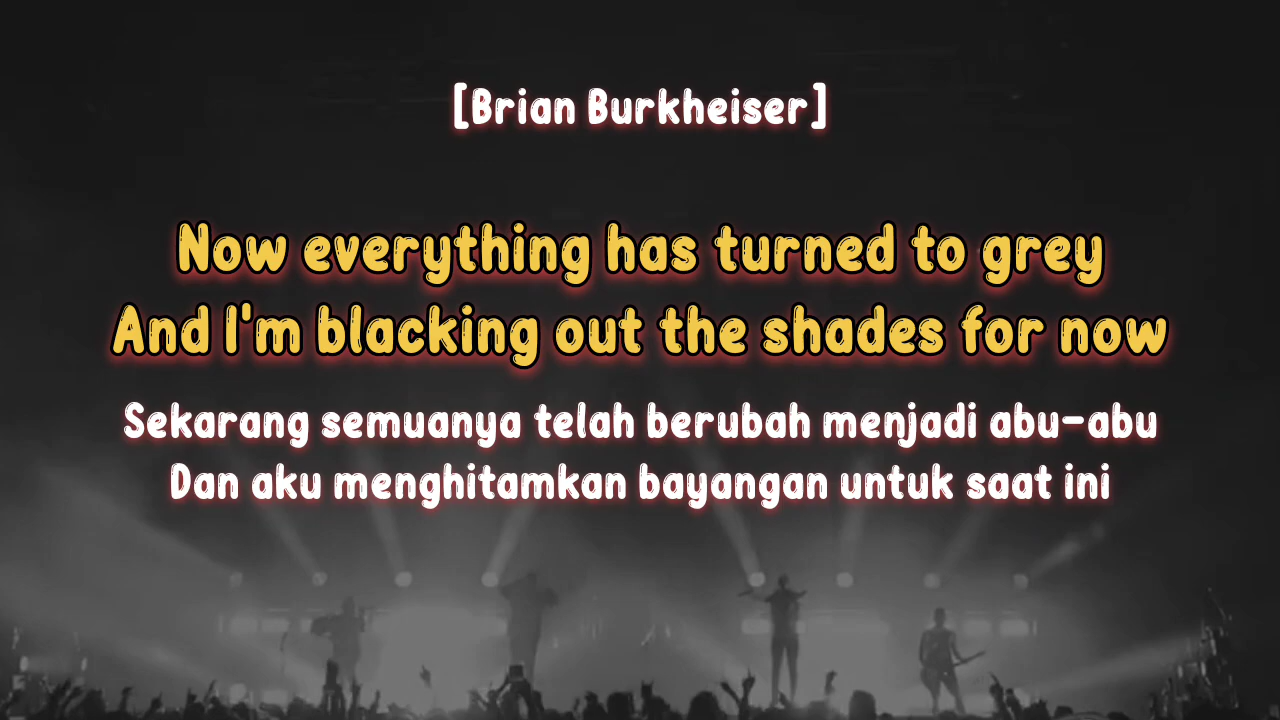 [Brian Burkheiser]
Now everything has turned to grey
And I'm blacking out the shades for now
Sekarang semuanya telah berubah menjadi abu-abu
Dan aku menghitamkan bayangan untuk saat ini